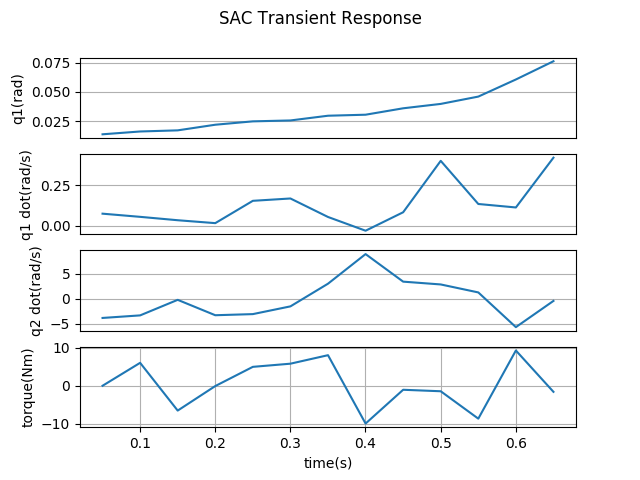 SAC Transient Response
q1(rad)
0.075
0.050
0.025
q1 dot(rad/s)
0.25
0.00
q2 dot(rad/s)
5
0
−5
torque(Nm)
10
0
−10
0.1 0.2 0.3 0.4 0.5 0.6
time(s)